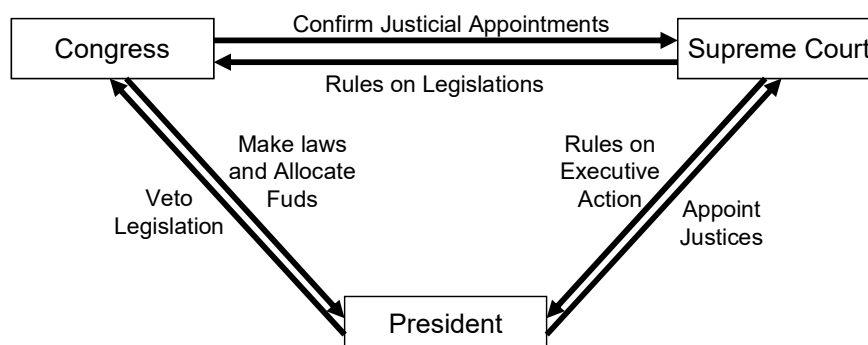 Confirm Justicial Appointments
Congress
Supreme Court
Rules on Legislations
Make laws
and Allocate
Fuds
Rules on
Executive
Action
Veto
Legislation
Appoint
Justices
President